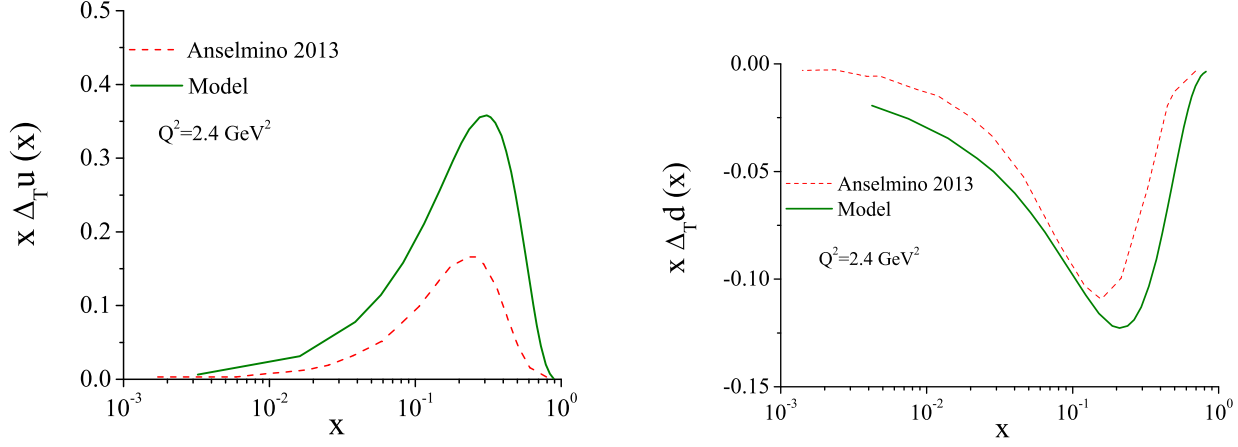 0.5
0.4
0.3
0.2
0.1
0.0
x Δ_T u (x)
Anselmino 2013
Model
Q²=2.4 GeV²
10⁻³
10⁻²
10⁻¹
10⁰
x
0.00
-0.05
-0.10
-0.15
x Δ_T d (x)
Anselmino 2013
Model
Q²=2.4 GeV²
10⁻³
10⁻²
10⁻¹
10⁰
x